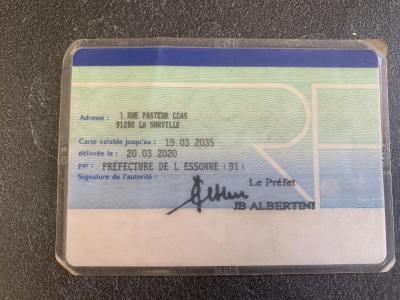 RF
Adresse : 1 RUE PASTEUR CCAS
91290 LA NORVILLE
Carte valable jusqu'au : 19.03.2035
délivrée le : 20.03.2020
par : PRÉFECTURE DE L ESSONNE (91)
Signature de l'autorité :
Le Préfet
JB ALBERTINI